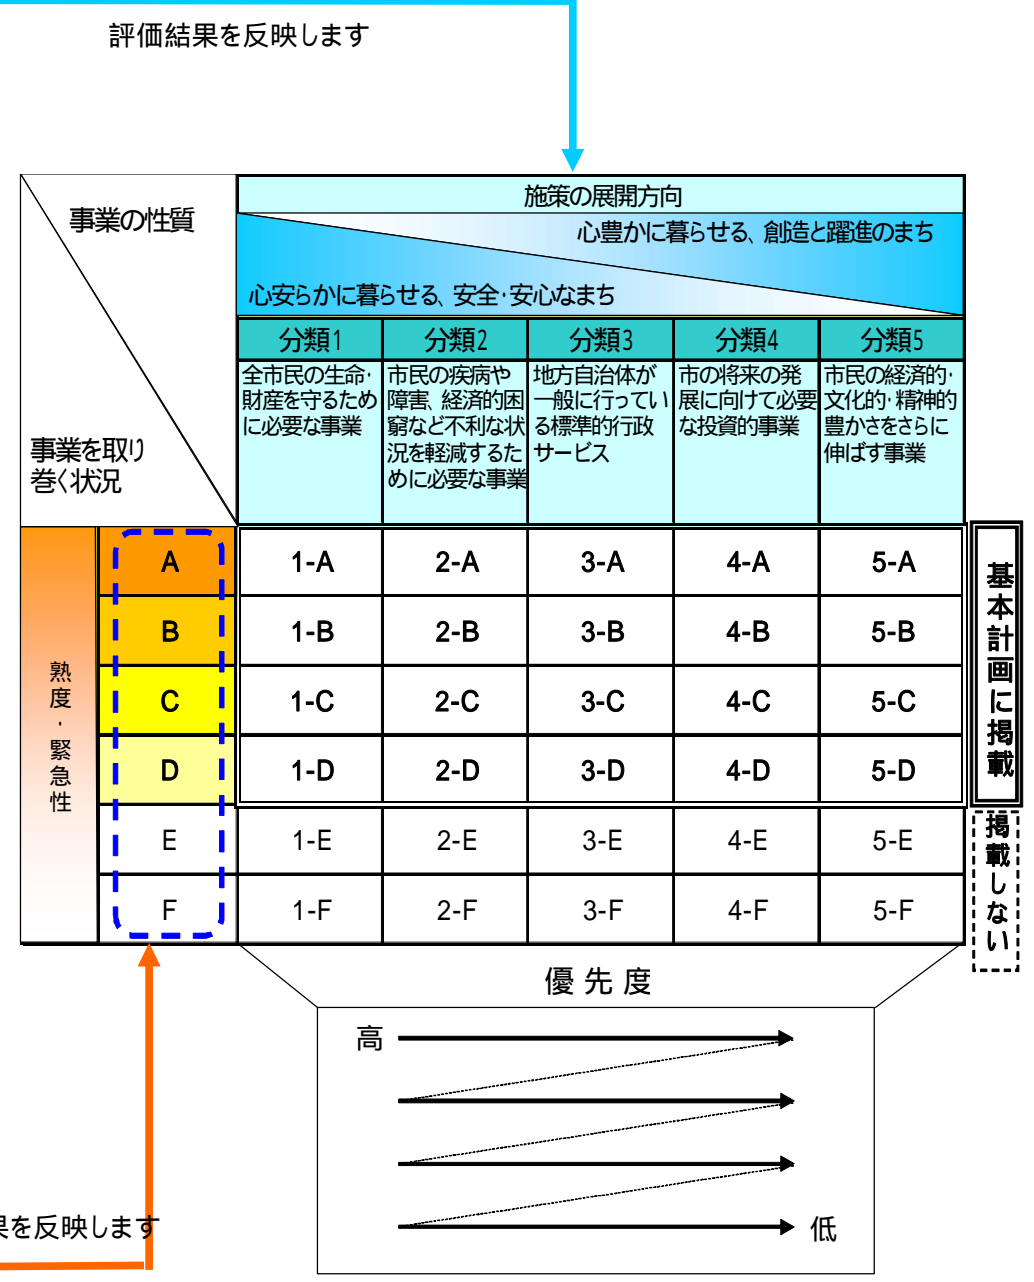 評価結果を反映します
事業の性質
事業を取り
巻く状況
施策の展開方向
心豊かに暮らせる、創造と躍進のまち
心安らかに暮らせる、安全・安心なまち
分類1
分類2
分類3
分類4
分類5
全市民の生命・
財産を守るため
に必要な事業
市民の疾病や
障害、経済的困
窮など不利な状
況を軽減するた
めに必要な事業
地方自治体が
一般に行ってい
る標準的行政
サービス
市の将来の発
展に向けて必要
な投資的事業
市民の経済的・
文化的・精神的
豊かさをさらに
伸ばす事業
熟度・緊急性
A 1-A 2-A 3-A 4-A 5-A
B 1-B 2-B 3-B 4-B 5-B
C 1-C 2-C 3-C 4-C 5-C
D 1-D 2-D 3-D 4-D 5-D
E 1-E 2-E 3-E 4-E 5-E
F 1-F 2-F 3-F 4-F 5-F
基本計画に掲載
掲載しない
優先度
高
低
果を反映します